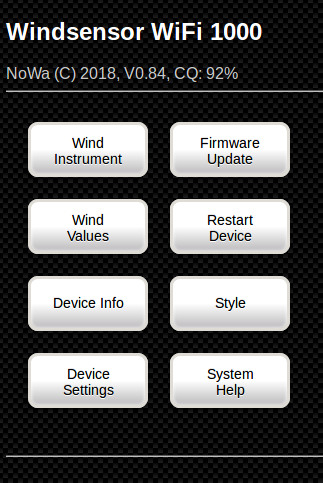 Windsensor WiFi 1000
NoWa (C) 2018, V0.84, CQ: 92%
Wind
Instrument
Firmware
Update
Wind
Values
Restart
Device
Device Info
Style
Device
Settings
System
Help